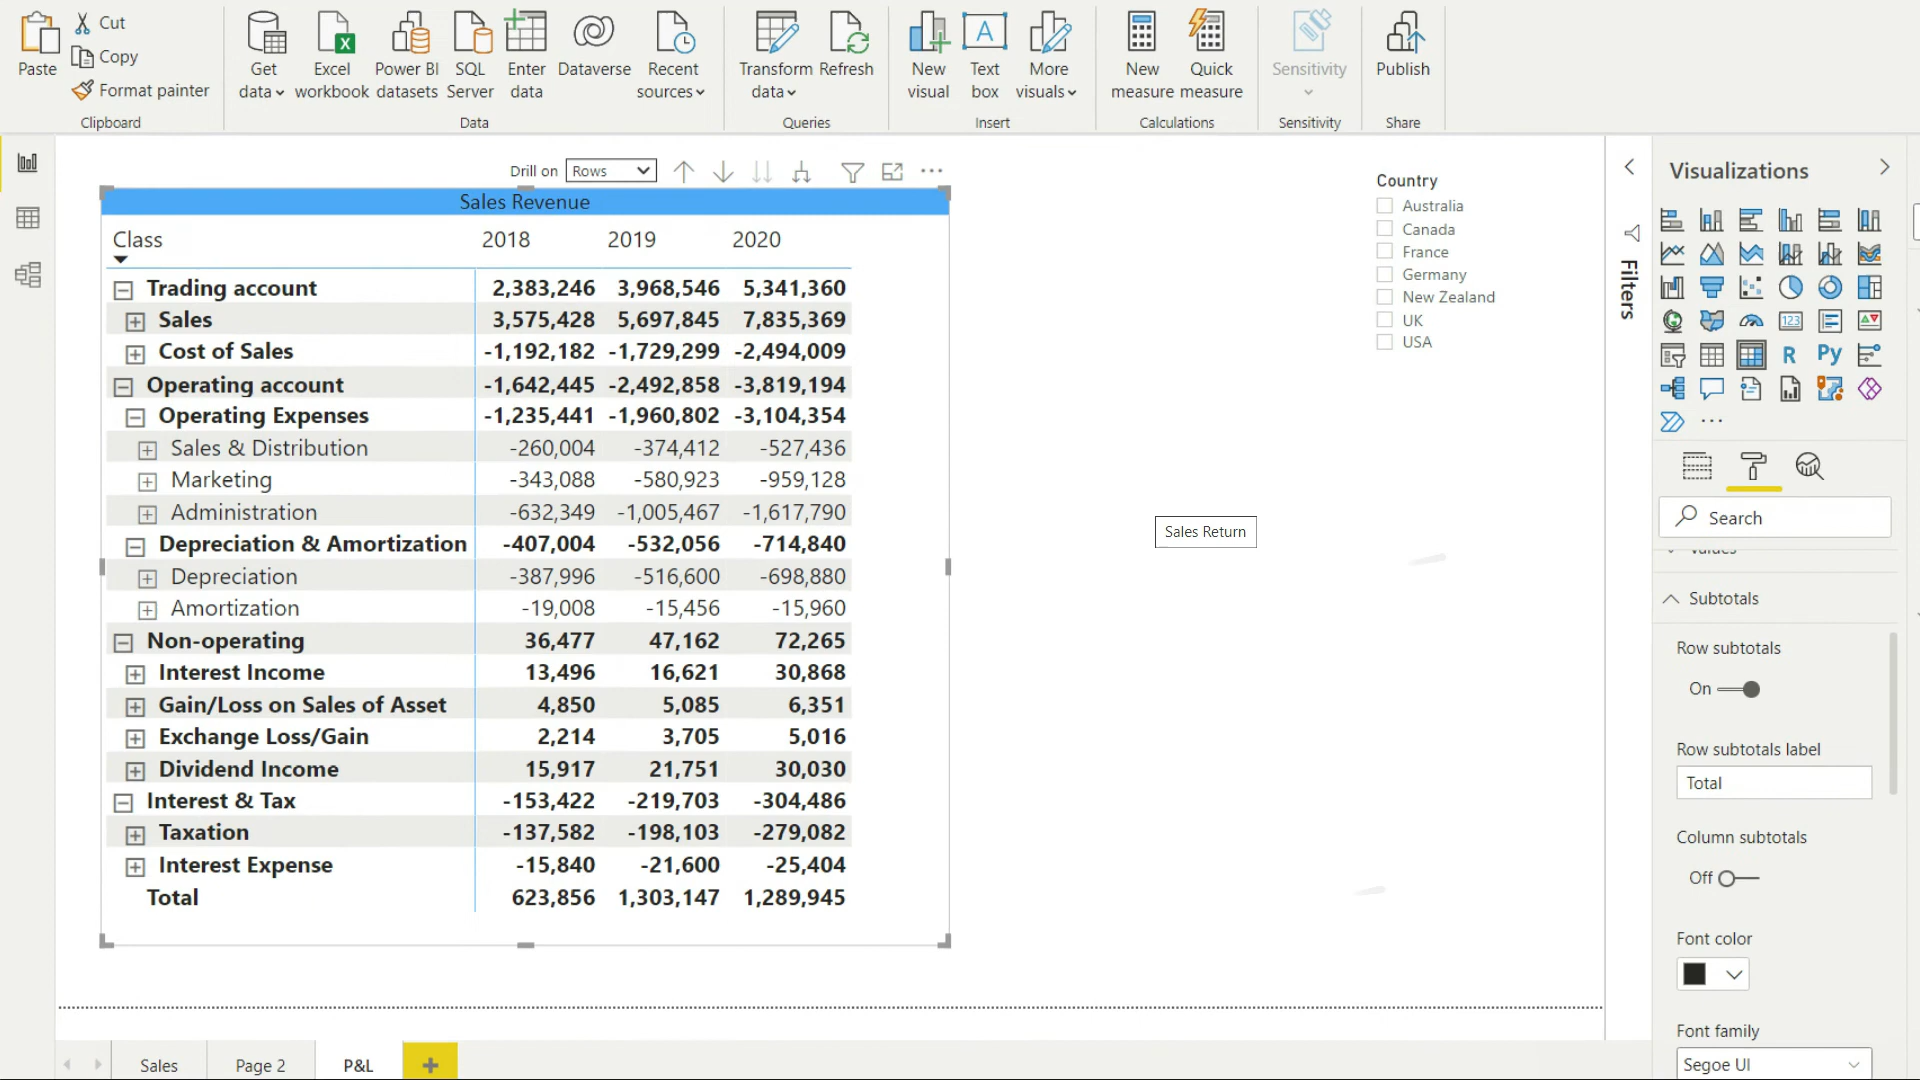 Paste
Cut
Copy
Format painter
Clipboard
Get data
Excel workbook
Power BI datasets
SQL Server
Enter data
Dataverse
Recent sources
Data
Transform data
Refresh
Queries
New visual
Text box
More visuals
Insert
New measure
Quick measure
Calculations
Sensitivity
Sensitivity
Publish
Share
Drill on Rows
Sales Revenue
Class 2018 2019 2020
Trading account 2,383,246 3,968,546 5,341,360
Sales 3,575,428 5,697,845 7,835,369
Cost of Sales -1,192,182 -1,729,299 -2,494,009
Operating account -1,642,445 -2,492,858 -3,819,194
Operating Expenses -1,235,441 -1,960,802 -3,104,354
Sales & Distribution -260,004 -374,412 -527,436
Marketing -343,088 -580,923 -959,128
Administration -632,349 -1,005,467 -1,617,790
Depreciation & Amortization -407,004 -532,056 -714,840
Depreciation -387,996 -516,600 -698,880
Amortization -19,008 -15,456 -15,960
Non-operating 36,477 47,162 72,265
Interest Income 13,496 16,621 30,868
Gain/Loss on Sales of Asset 4,850 5,085 6,351
Exchange Loss/Gain 2,214 3,705 5,016
Dividend Income 15,917 21,751 30,030
Interest & Tax -153,422 -219,703 -304,486
Taxation -137,582 -198,103 -279,082
Interest Expense -15,840 -21,600 -25,404
Total 623,856 1,303,147 1,289,945
Country
Australia
Canada
France
Germany
New Zealand
UK
USA
Sales Return
Filters
Visualizations
123
R
Py
Search
Values
Subtotals
Row subtotals
On
Row subtotals label
Total
Column subtotals
Off
Font color
Font family
Segoe UI
Sales
Page 2
P&L